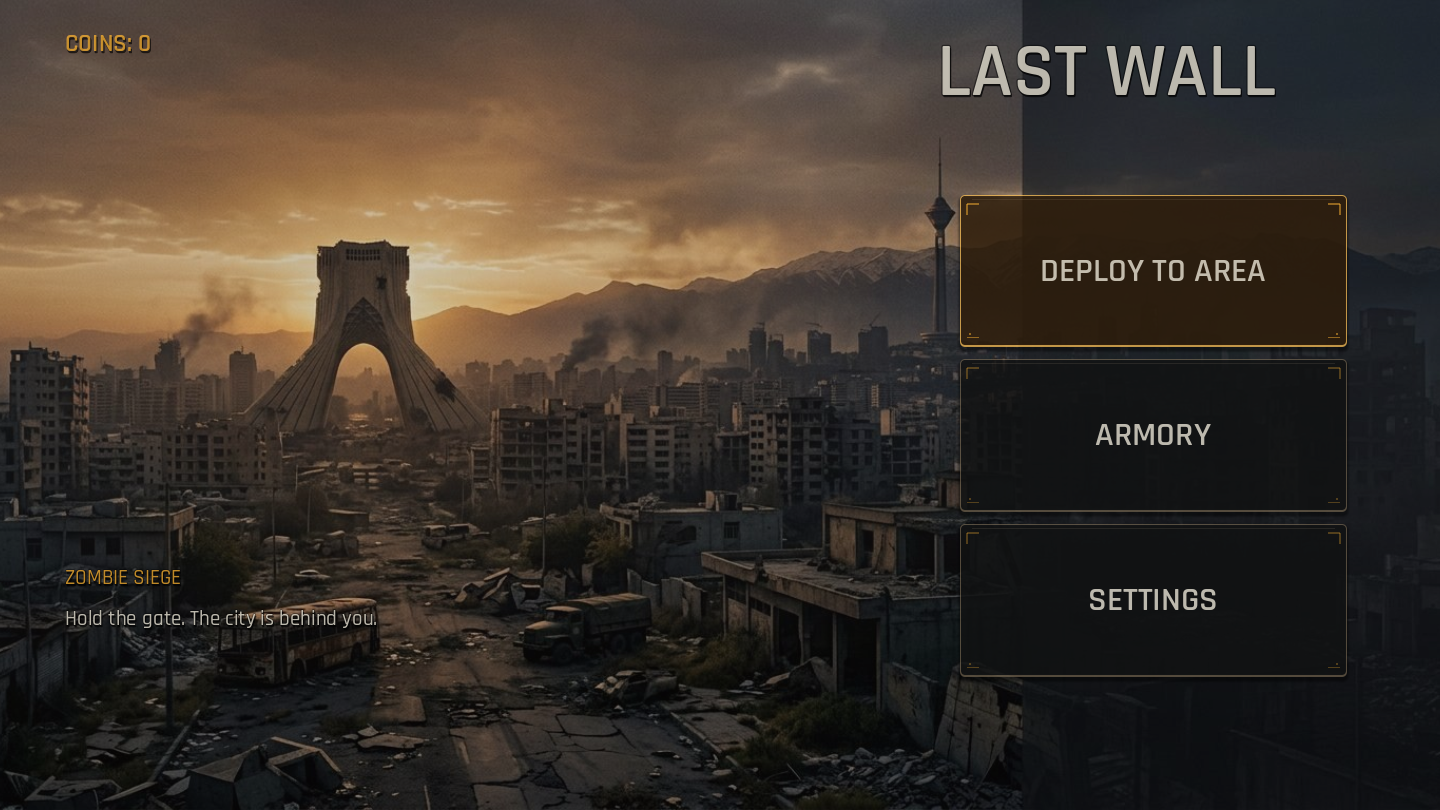 COINS: 0
LAST WALL
DEPLOY TO AREA
ARMORY
SETTINGS
ZOMBIE SIEGE
Hold the gate. The city is behind you.